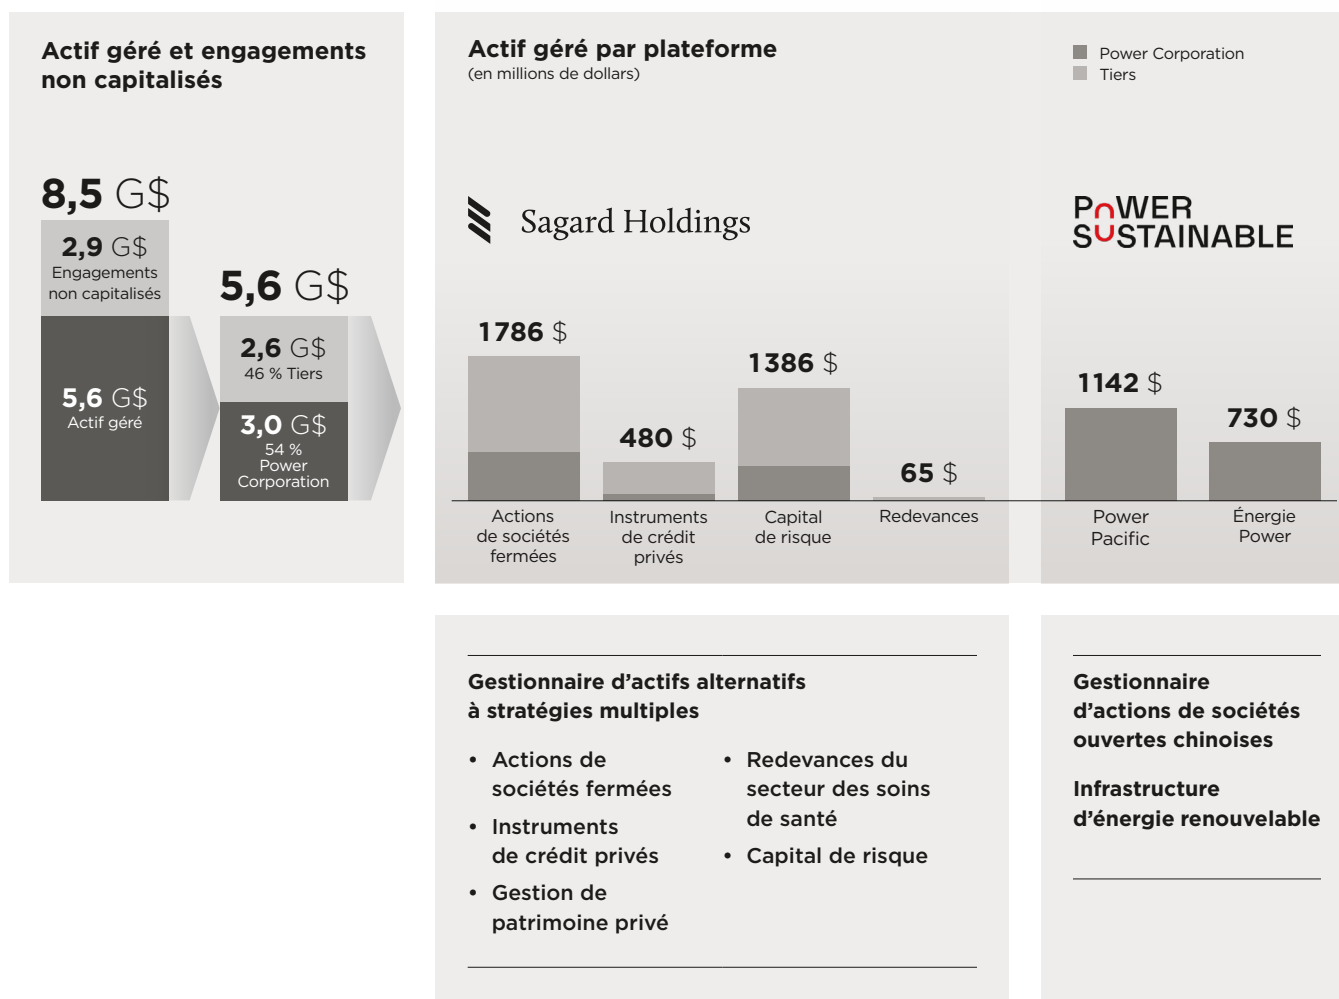 Actif géré et engagements
non capitalisés
8,5 G$
2,9 G$
Engagements
non capitalisés
5,6 G$
Actif géré
5,6 G$
2,6 G$
46 % Tiers
3,0 G$
54 %
Power
Corporation
Actif géré par plateforme
(en millions de dollars)
Power Corporation
Tiers
Sagard Holdings
POWER
SUSTAINABLE
1786 $
480 $
1386 $
65 $
1142 $
730 $
Actions
de sociétés
fermées
Instruments
de crédit
privés
Capital
de risque
Redevances
Power
Pacific
Énergie
Power
Gestionnaire d’actifs alternatifs
à stratégies multiples
• Actions de
sociétés fermées
• Instruments
de crédit privés
• Gestion de
patrimoine privé
• Redevances du
secteur des soins
de santé
• Capital de risque
Gestionnaire
d’actions de sociétés
ouvertes chinoises
Infrastructure
d’énergie renouvelable